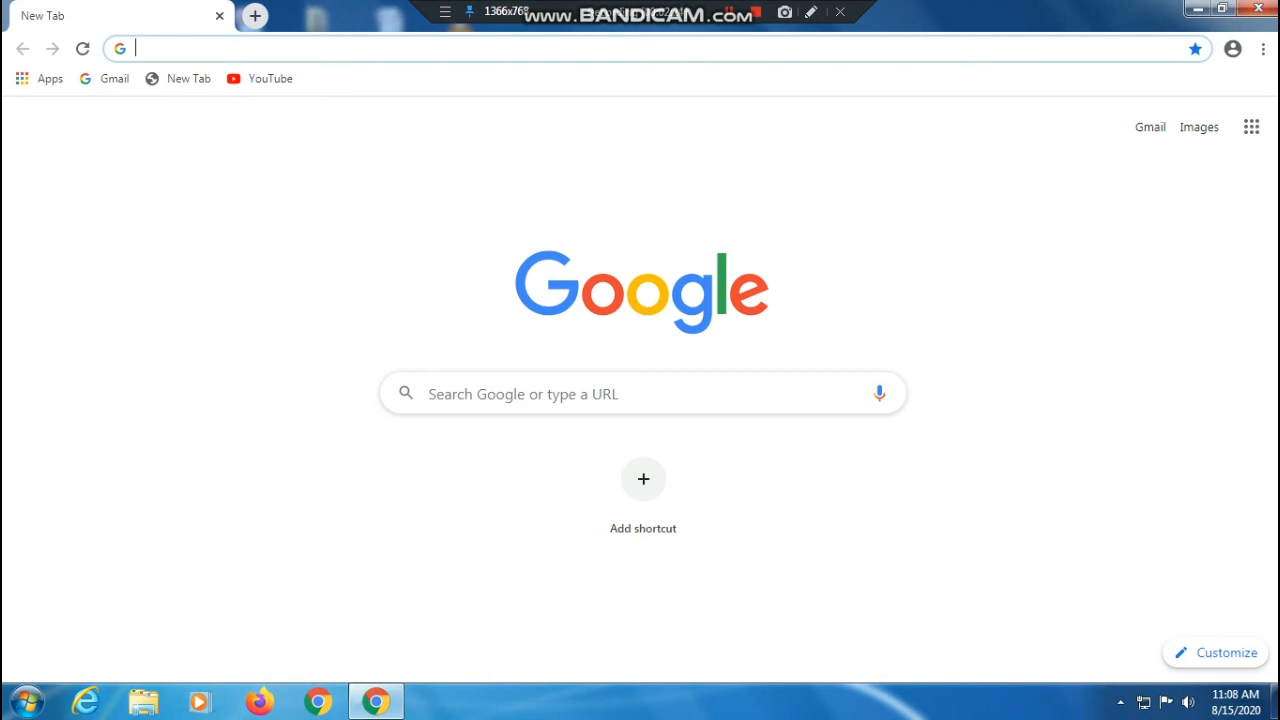 New Tab
1366x768
www.BANDICAM.com
Apps
Gmail
New Tab
YouTube
Gmail
Images
Google
Search Google or type a URL
Add shortcut
Customize
11:08 AM
8/15/2020